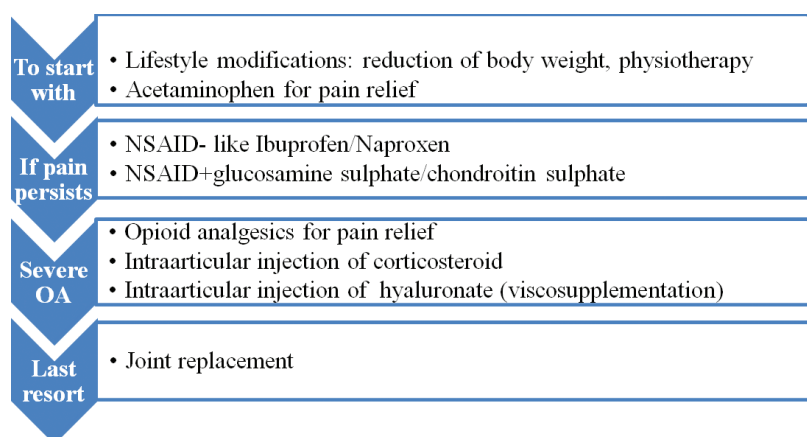 To start
with
• Lifestyle modifications: reduction of body weight, physiotherapy
• Acetaminophen for pain relief
If pain
persists
• NSAID- like Ibuprofen/Naproxen
• NSAID+glucosamine sulphate/chondroitin sulphate
Severe
OA
• Opioid analgesics for pain relief
• Intraarticular injection of corticosteroid
• Intraarticular injection of hyaluronate (viscosupplementation)
Last
resort
• Joint replacement